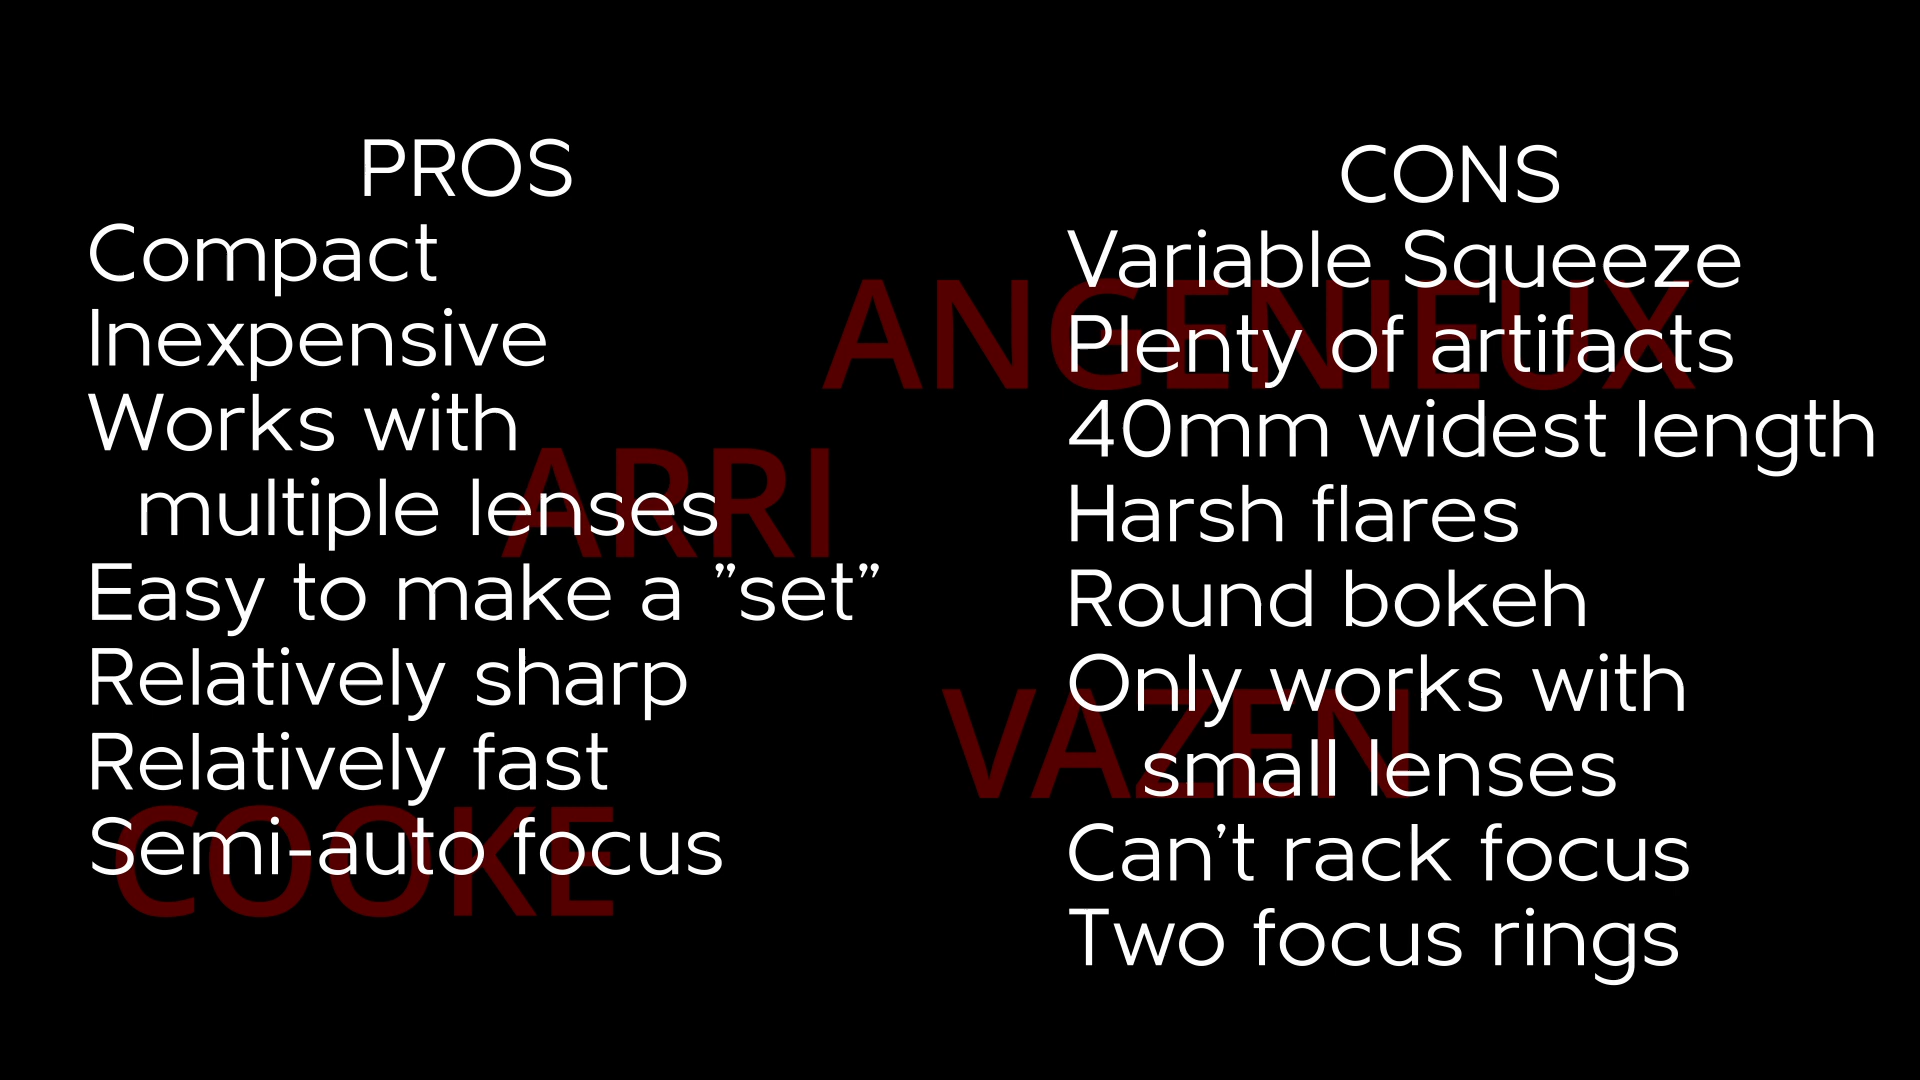 PROS
Compact
Inexpensive
Works with
multiple lenses
Easy to make a ”set”
Relatively sharp
Relatively fast
Semi-auto focus
CONS
Variable Squeeze
Plenty of artifacts
40mm widest length
Harsh flares
Round bokeh
Only works with
small lenses
Can’t rack focus
Two focus rings
ANGENIEUX
ARRI
VAZEN
COOKE